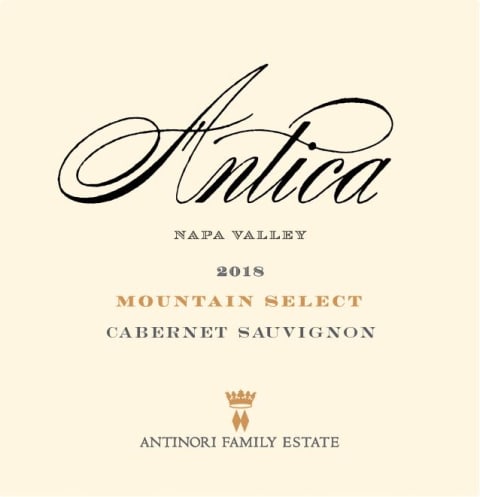 Antica
NAPA VALLEY
2018
MOUNTAIN SELECT
CABERNET SAUVIGNON
ANTINORI FAMILY ESTATE